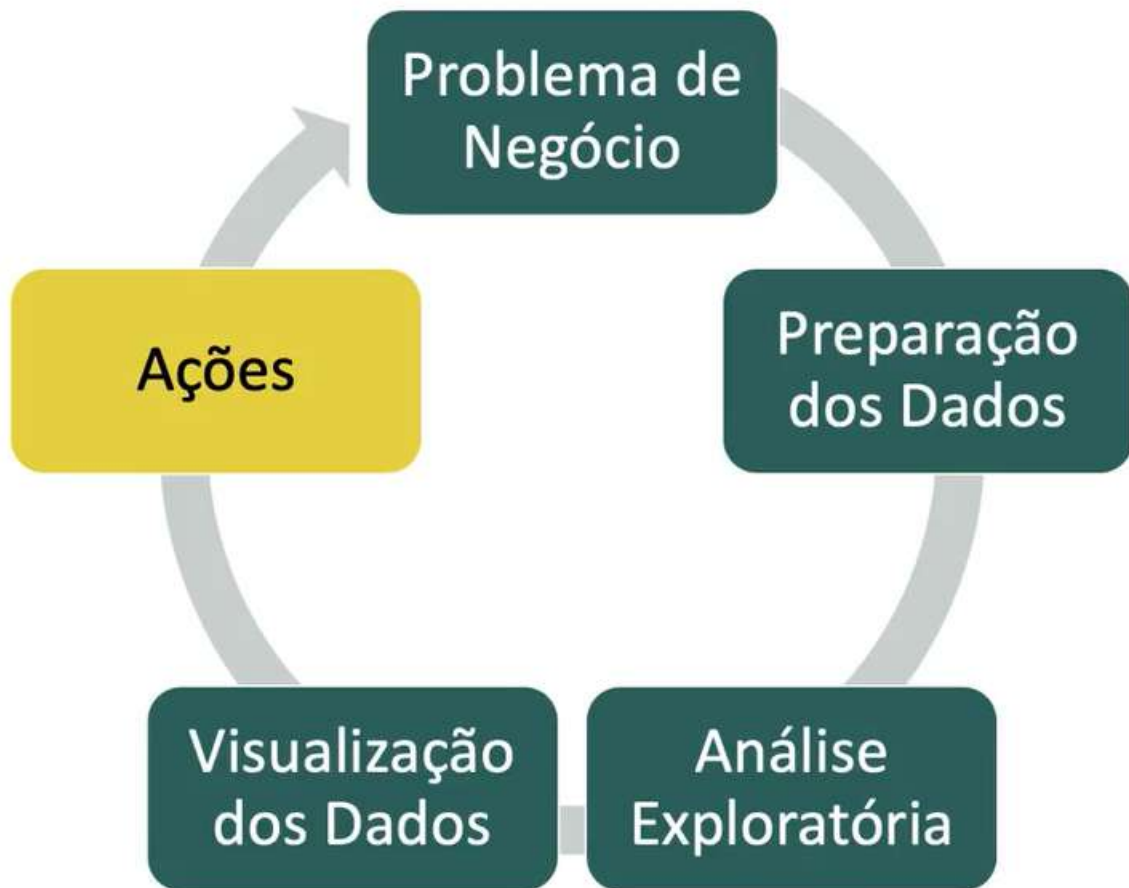 Problema de
Negócio
Preparação
dos Dados
Análise
Exploratória
Visualização
dos Dados
Ações